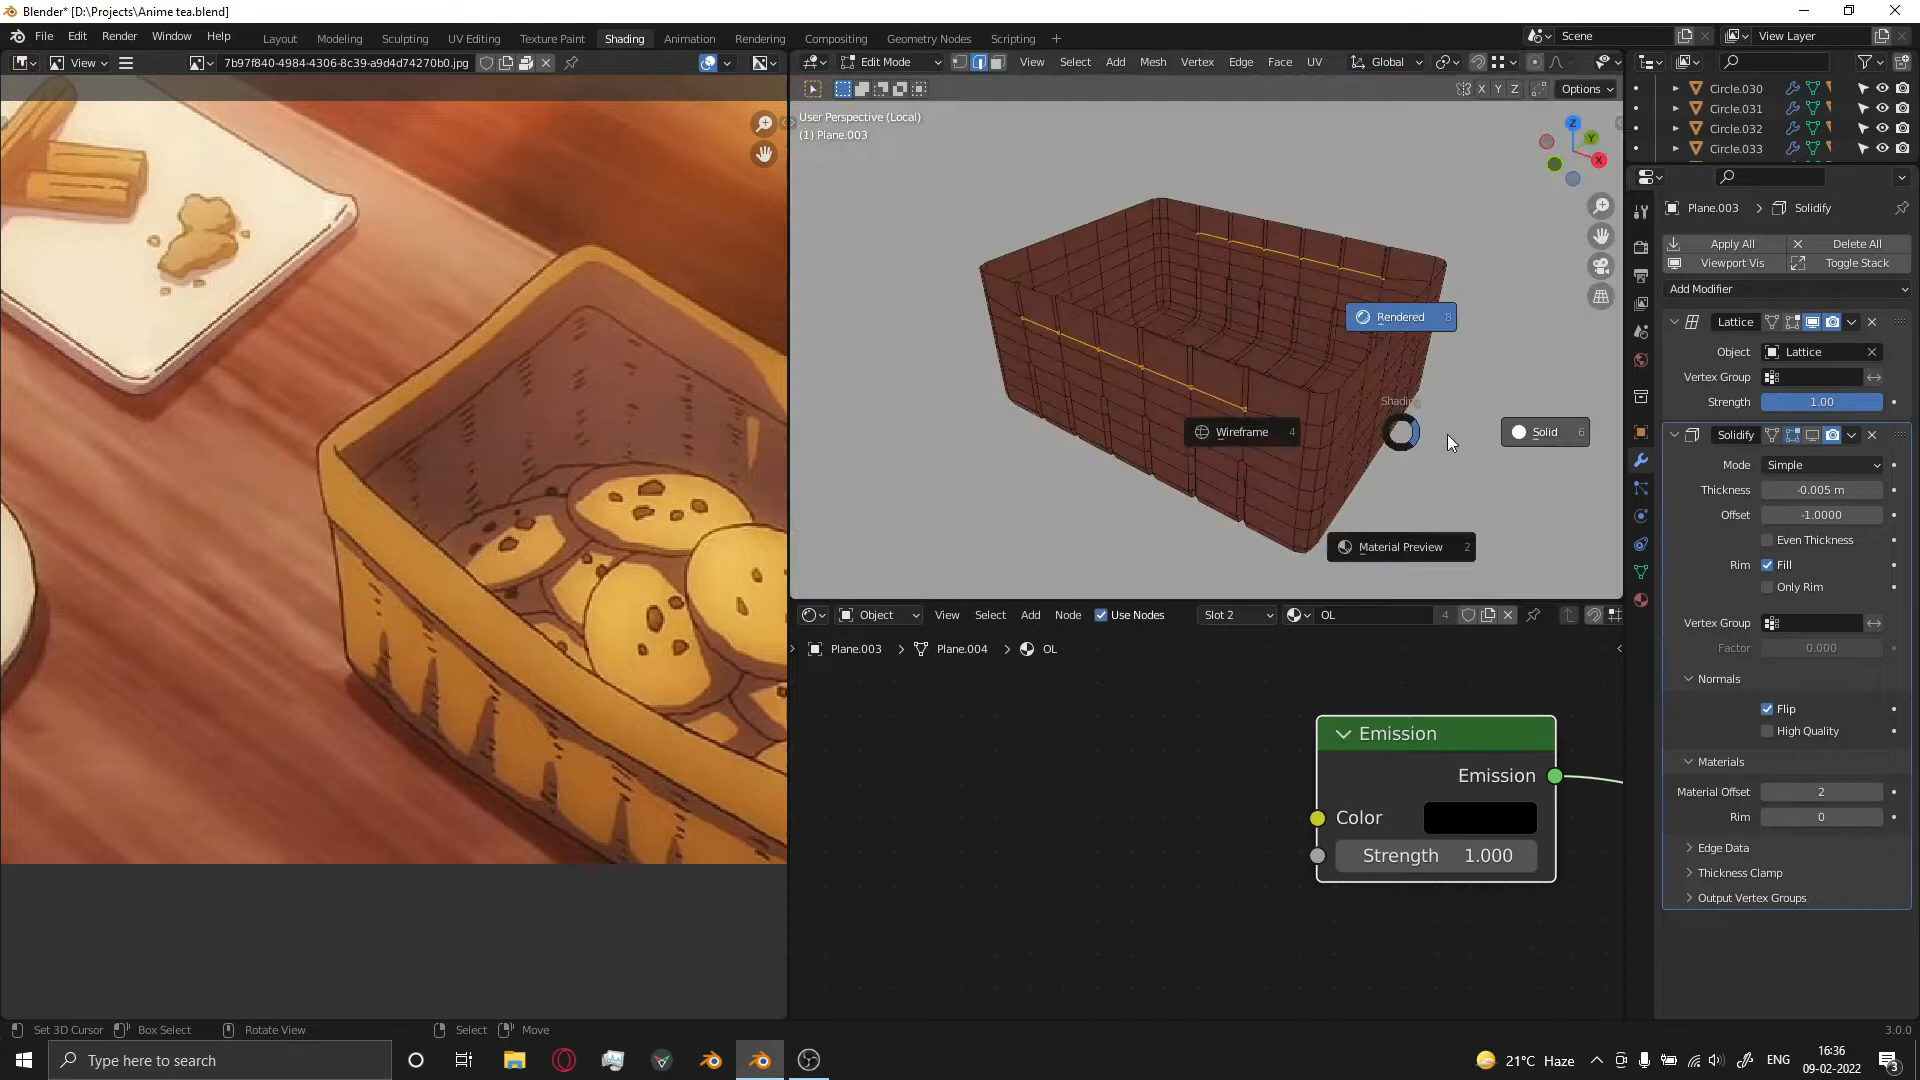 Blender* [D:\Projects\Anime tea.blend]
File Edit Render Window Help
Layout Modeling Sculpting UV Editing Texture Paint Shading Animation Rendering Compositing Geometry Nodes Scripting +
Scene
View Layer
View
7b97f840-4984-4306-8c39-a9d4d74270b0.jpg
Edit Mode
View Select Add Mesh Vertex Edge Face UV
Global
X Y Z
Options
User Perspective (Local)
(1) Plane.003
Z
Y
X
Rendered 8
Shading
Wireframe 4
Solid 6
Material Preview 2
Circle.030
Circle.031
Circle.032
Circle.033
Plane.003 > Solidify
Apply All
Delete All
Viewport Vis
Toggle Stack
Add Modifier
Lattice
Object Lattice
Vertex Group
Strength 1.00
Solidify
Mode Simple
Thickness -0.005 m
Offset -1.0000
Even Thickness
Rim Fill
Only Rim
Vertex Group
Factor 0.000
Normals
Flip
High Quality
Materials
Material Offset 2
Rim 0
Edge Data
Thickness Clamp
Output Vertex Groups
Object
View Select Add Node Use Nodes
Slot 2
OL
4
Plane.003 > Plane.004 > OL
Emission
Emission
Color
Strength 1.000
Set 3D Cursor Box Select Rotate View Select Move
3.0.0
Type here to search
21°C Haze
ENG
16:36
09-02-2022
3